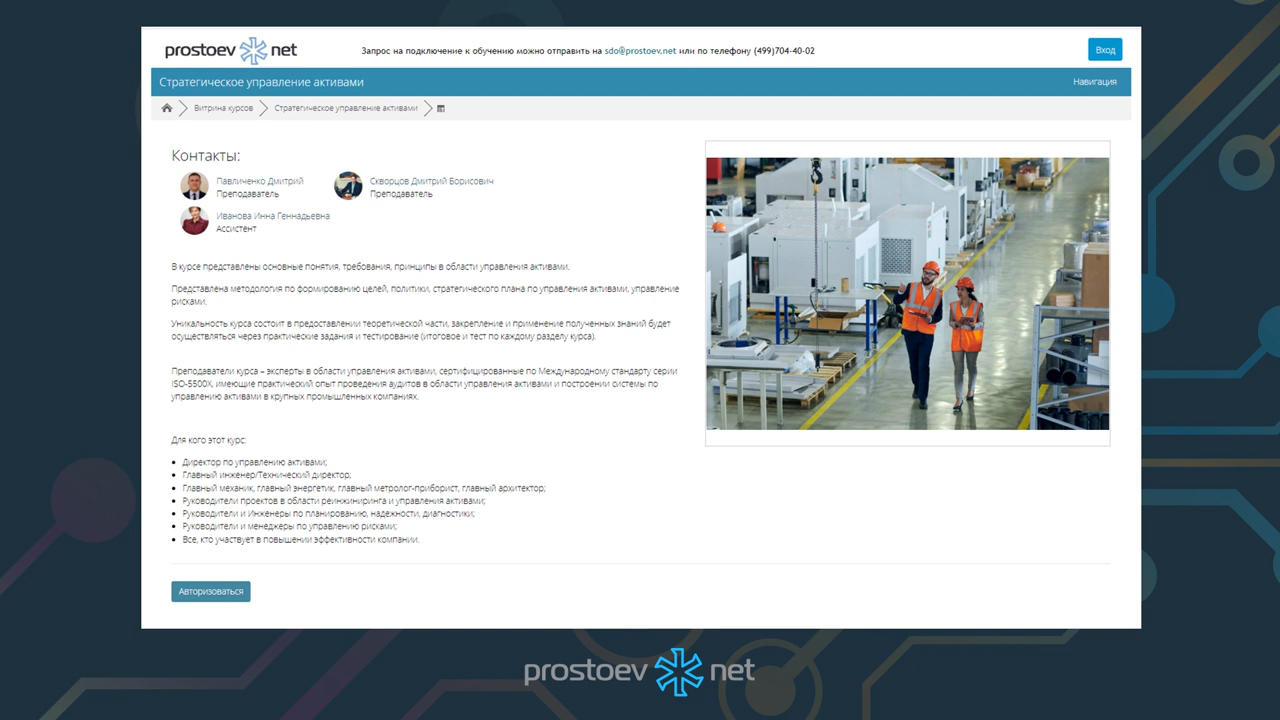 prostoev net
Запрос на подключение к обучению можно отправить на sdo@prostoev.net или по телефону (499)704-40-02
Вход
Стратегическое управление активами
Навигация
Витрина курсов
Стратегическое управление активами
Контакты:
Павличенко Дмитрий
Преподаватель
Скворцов Дмитрий Борисович
Преподаватель
Иванова Инна Геннадьевна
Ассистент
В курсе представлены основные понятия, требования, принципы в области управления активами.
Представлена методология по формированию целей, политики, стратегического плана по управления активами, управление
рисками.
Уникальность курса состоит в предоставлении теоретической части, закрепление и применение полученных знаний будет
осуществляться через практические задания и тестирование (итоговое и тест по каждому разделу курса).
Преподаватели курса – эксперты в области управления активами, сертифицированные по Международному стандарту серии
ISO-5500X, имеющие практический опыт проведения аудитов в области управления активами и построении системы по
управлению активами в крупных промышленных компаниях.
Для кого этот курс:
Директор по управлению активами;
Главный инженер/Технический директор;
Главный механик, главный энергетик, главный метролог-приборист, главный архитектор;
Руководители проектов в области реинжиниринга и управления активами;
Руководители и Инженеры по планированию, надежности, диагностики;
Руководители и менеджеры по управлению рисками;
Все, кто участвует в повышении эффективности компании.
Авторизоваться
prostoev net